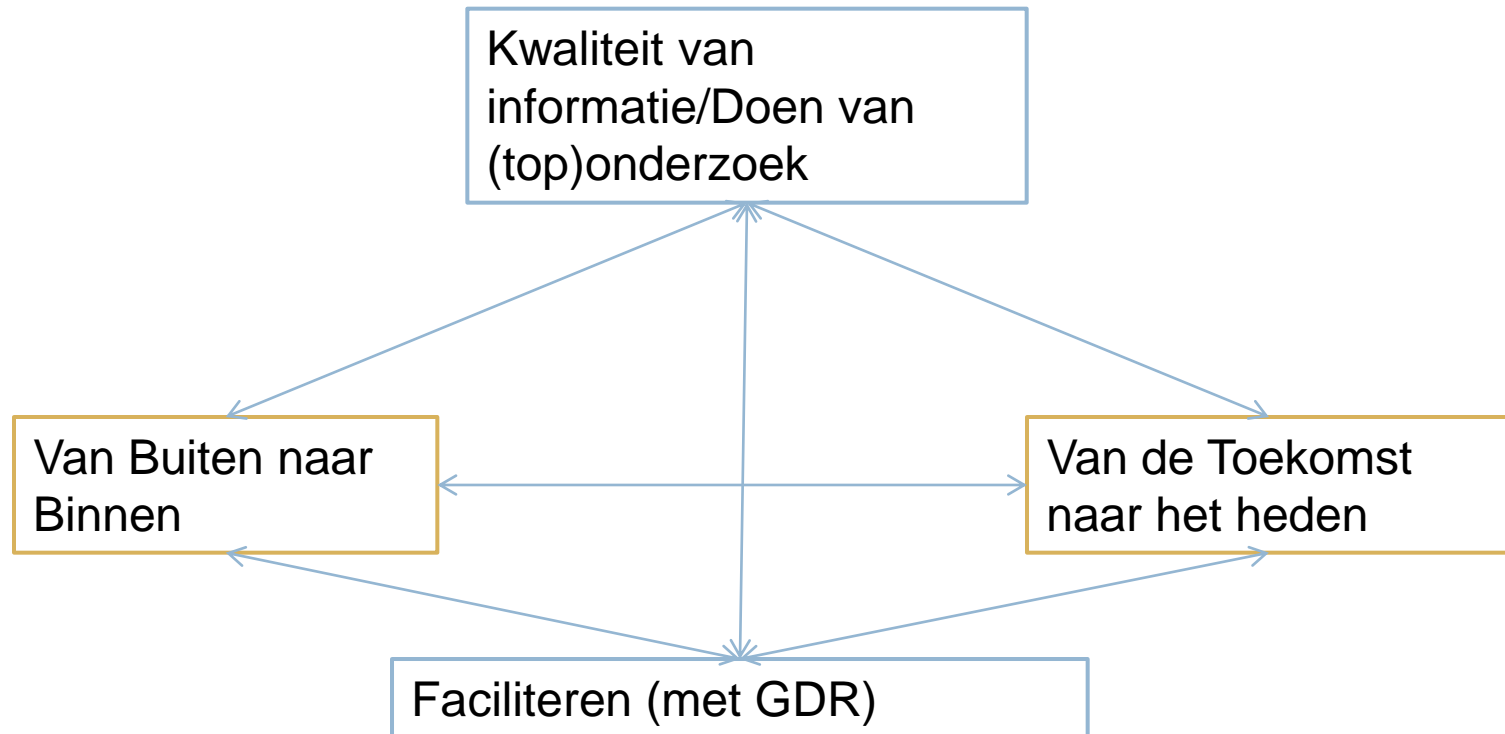 Kwaliteit van
informatie/Doen van
(top)onderzoek
Van Buiten naar
Binnen
Van de Toekomst
naar het heden
Faciliteren (met GDR)